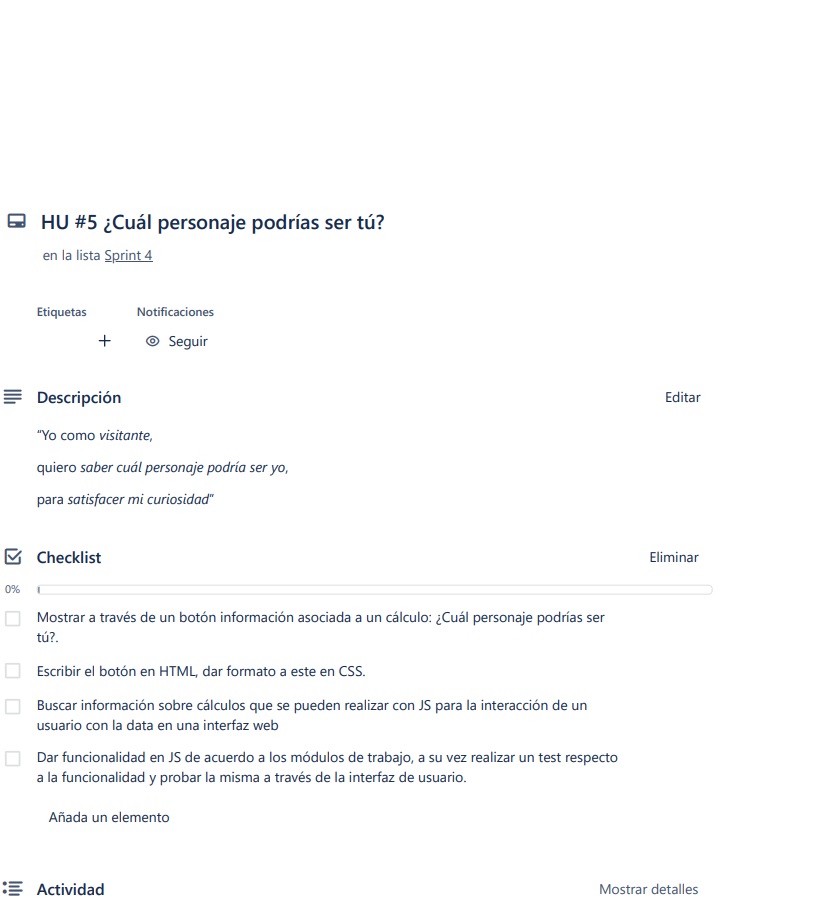 HU #5 ¿Cuál personaje podrías ser tú?
en la lista Sprint 4
Etiquetas Notificaciones
+ Seguir
Descripción Editar
“Yo como visitante,
quiero saber cuál personaje podría ser yo,
para satisfacer mi curiosidad”
Checklist Eliminar
0%
Mostrar a través de un botón información asociada a un cálculo: ¿Cuál personaje podrías ser
tú?.
Escribir el botón en HTML, dar formato a este en CSS.
Buscar información sobre cálculos que se pueden realizar con JS para la interacción de un
usuario con la data en una interfaz web
Dar funcionalidad en JS de acuerdo a los módulos de trabajo, a su vez realizar un test respecto
a la funcionalidad y probar la misma a través de la interfaz de usuario.
Añada un elemento
Actividad Mostrar detalles